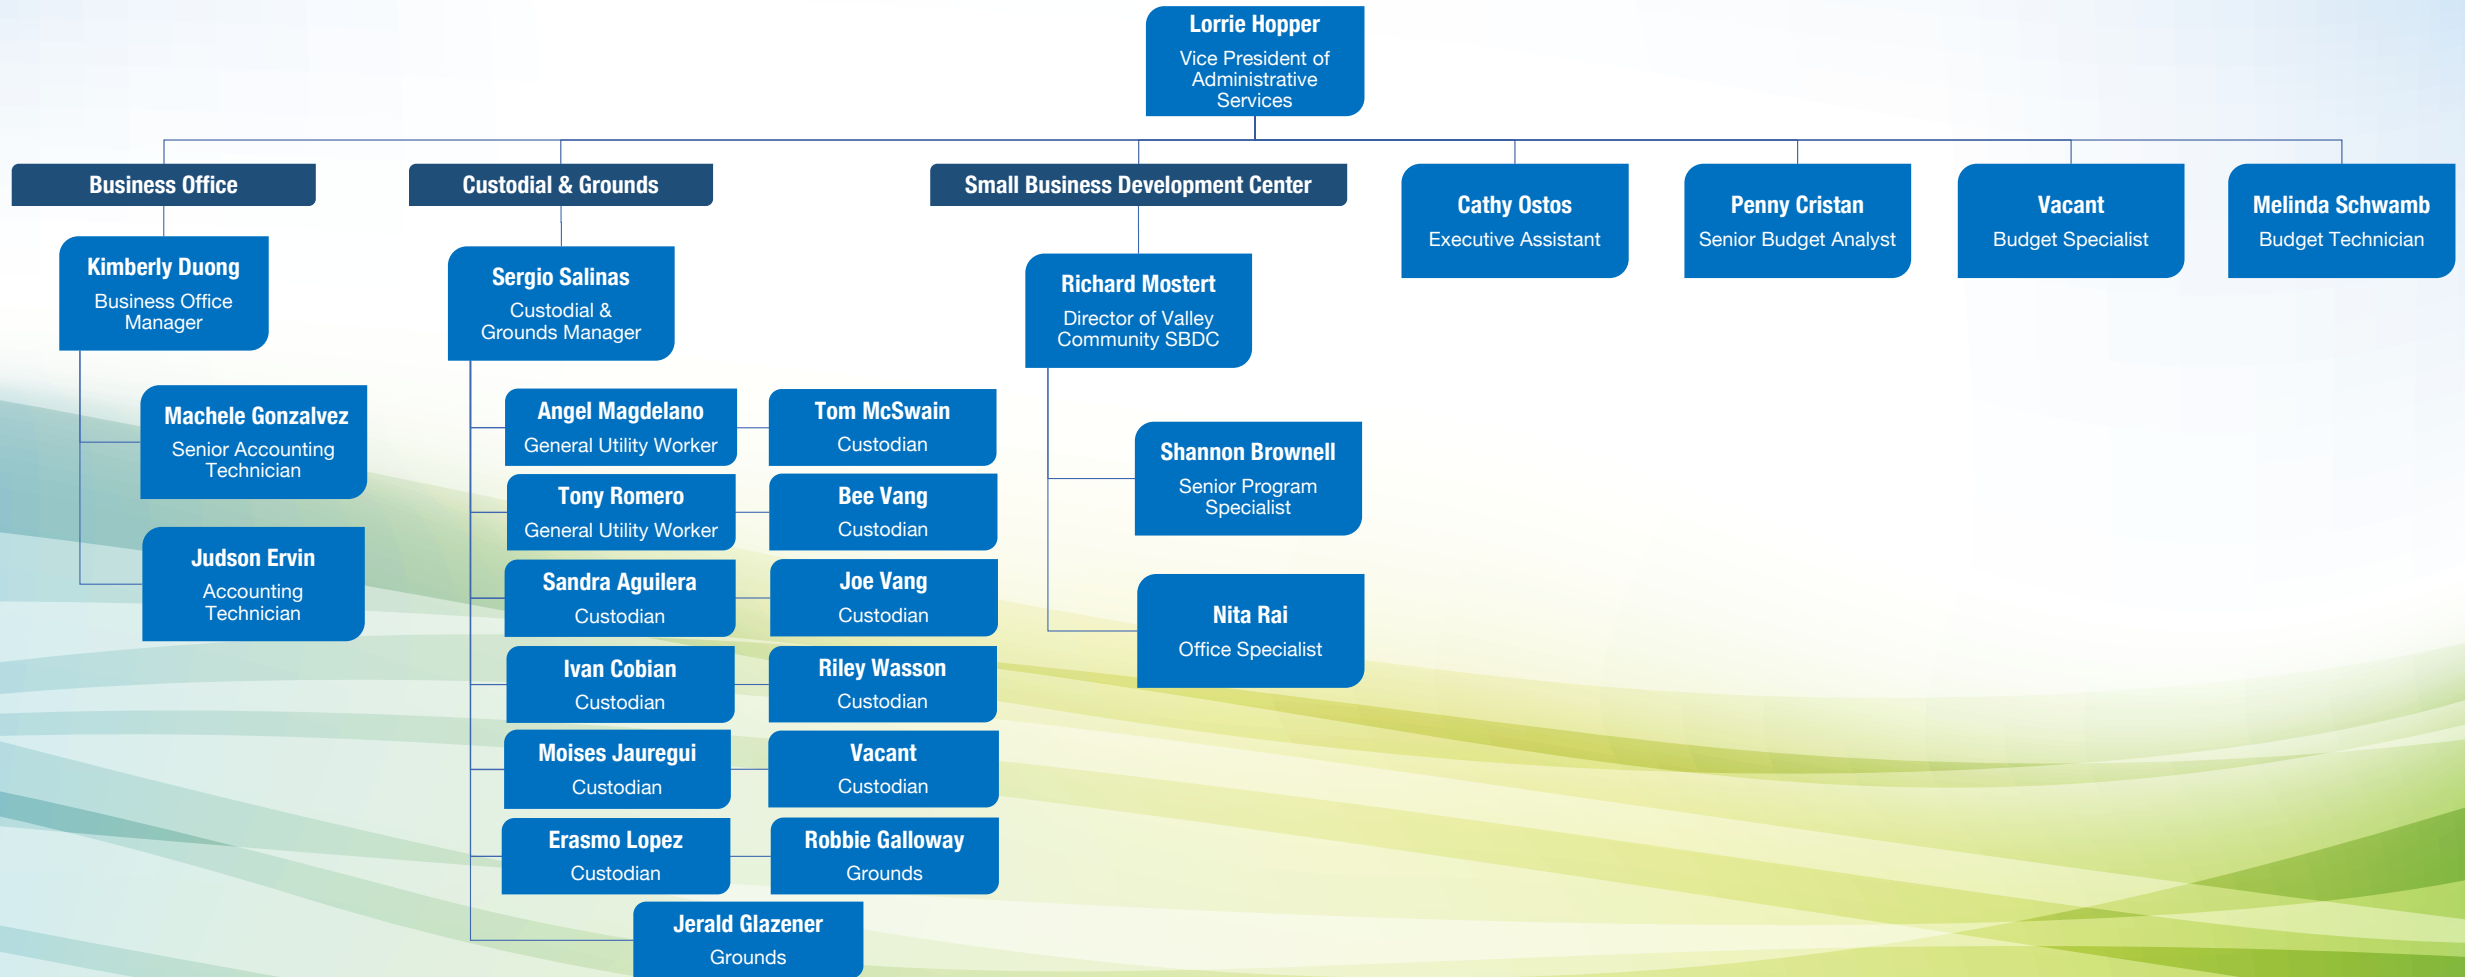 Lorrie Hopper
Vice President of
Administrative
Services
Business Office
Custodial & Grounds
Small Business Development Center
Cathy Ostos
Executive Assistant
Penny Cristan
Senior Budget Analyst
Vacant
Budget Specialist
Melinda Schwamb
Budget Technician
Kimberly Duong
Business Office
Manager
Sergio Salinas
Custodial &
Grounds Manager
Richard Mostert
Director of Valley
Community SBDC
Machele Gonzalvez
Senior Accounting
Technician
Judson Ervin
Accounting
Technician
Angel Magdelano
General Utility Worker
Tom McSwain
Custodian
Tony Romero
General Utility Worker
Bee Vang
Custodian
Sandra Aguilera
Custodian
Joe Vang
Custodian
Ivan Cobian
Custodian
Riley Wasson
Custodian
Moises Jauregui
Custodian
Vacant
Custodian
Erasmo Lopez
Custodian
Robbie Galloway
Grounds
Jerald Glazener
Grounds
Shannon Brownell
Senior Program
Specialist
Nita Rai
Office Specialist